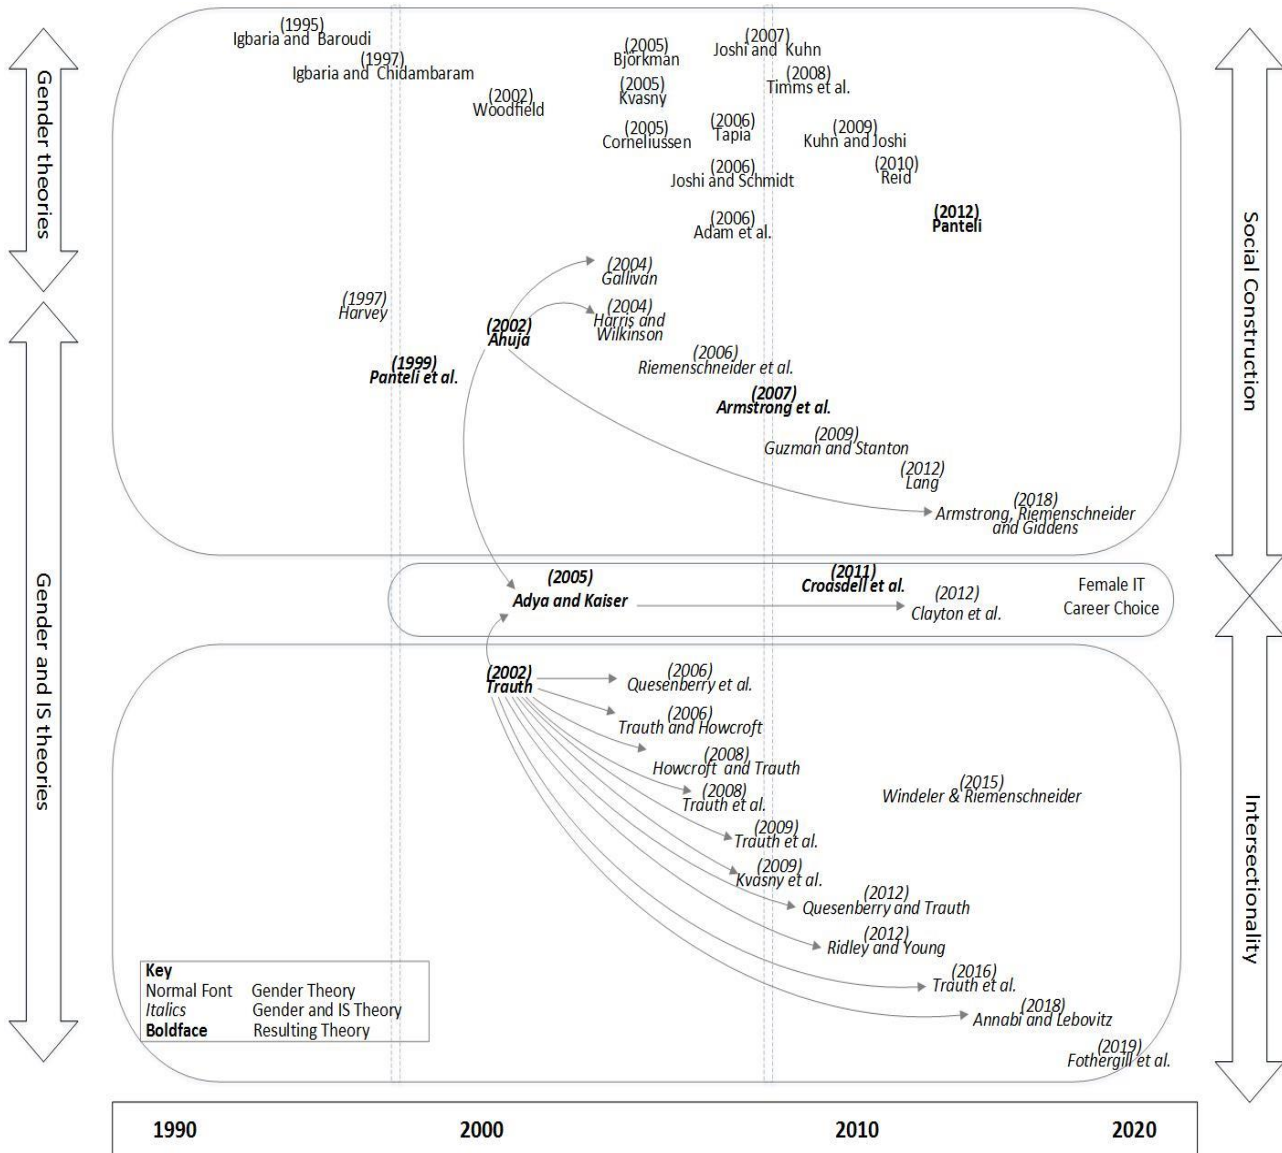 Gender theories
Gender and IS theories
(1995)
Igbaria and Baroudi
(1997)
Igbaria and Chidambaram
(2002)
Woodfield
(2005)
Björkman
(2005)
Kvasny
(2005)
Corneliussen
(2007)
Joshi and Kuhn
(2008)
Timms et al.
(2006)
Tapia
(2009)
Kuhn and Joshi
(2006)
Joshi and Schmidt
(2010)
Reid
(2006)
Adam et al.
(2012)
Panteli
(2004)
Gallivan
(1997)
Harvey
(2004)
Harris and
Wilkinson
(2002)
Ahuja
(1999)
Panteli et al.
(2006)
Riemenschneider et al.
(2007)
Armstrong et al.
(2009)
Guzman and Stanton
(2012)
Lang
(2018)
Armstrong, Riemenschneider
and Giddens
(2005)
Adya and Kaiser
(2011)
Croasdell et al.
(2012)
Clayton et al.
Female IT
Career Choice
(2002)
Trauth
(2006)
Quesenberry et al.
(2006)
Trauth and Howcroft
(2008)
Howcroft and Trauth
(2008)
Trauth et al.
(2015)
Windeler & Riemenschneider
(2009)
Trauth et al.
(2009)
Kvasny et al.
(2012)
Quesenberry and Trauth
(2012)
Ridley and Young
(2016)
Trauth et al.
(2018)
Annabi and Lebovitz
(2019)
Fothergill et al.
Key
Normal Font Gender Theory
Italics Gender and IS Theory
Boldface Resulting Theory
Social Construction
Intersectionality
1990 2000 2010 2020